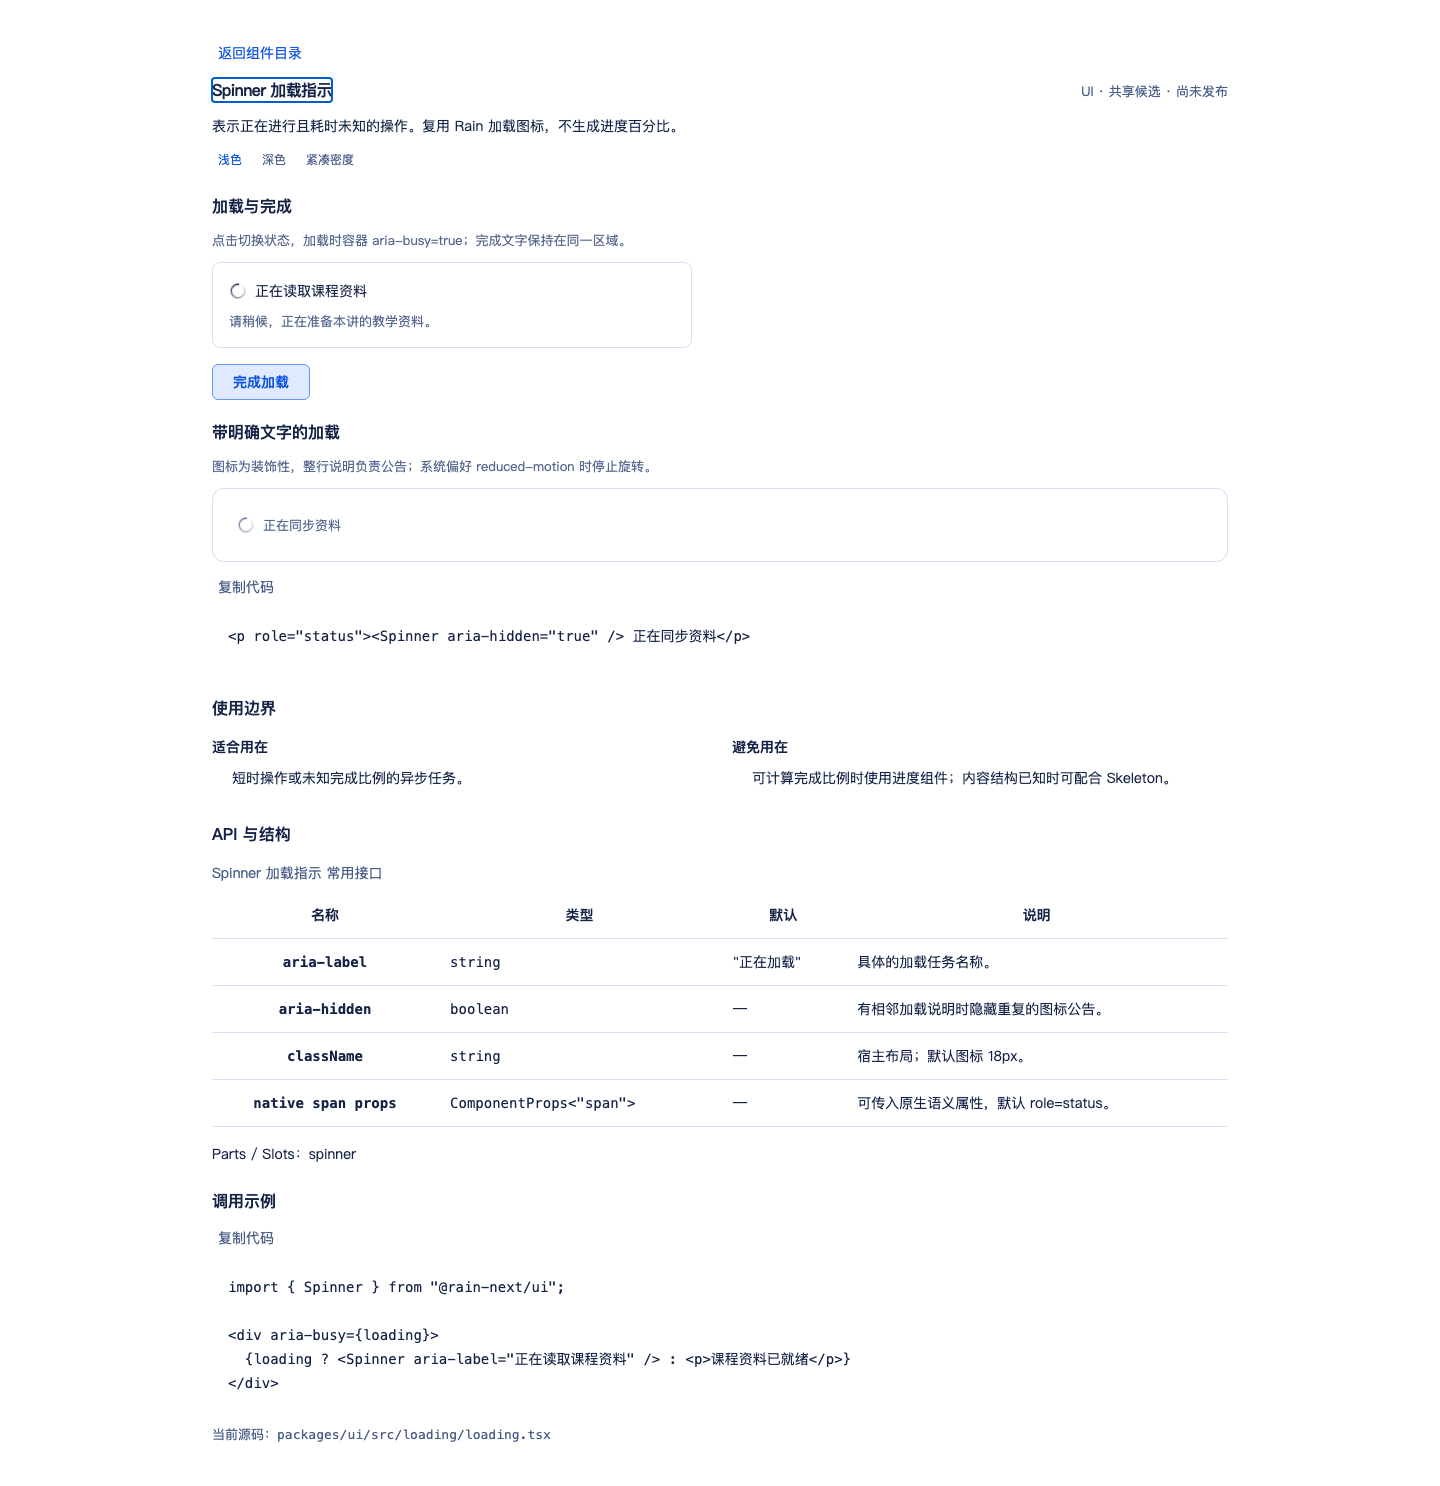 返回组件目录
Spinner 加载指示
UI · 共享候选 · 尚未发布
表示正在进行且耗时未知的操作。复用 Rain 加载图标，不生成进度百分比。
浅色 深色 紧凑密度
加载与完成
点击切换状态，加载时容器 aria-busy=true；完成文字保持在同一区域。
正在读取课程资料
请稍候，正在准备本讲的教学资料。
完成加载
带明确文字的加载
图标为装饰性，整行说明负责公告；系统偏好 reduced-motion 时停止旋转。
正在同步资料
复制代码
<p role="status"><Spinner aria-hidden="true" /> 正在同步资料</p>
使用边界
适合用在
短时操作或未知完成比例的异步任务。
避免用在
可计算完成比例时使用进度组件；内容结构已知时可配合 Skeleton。
API 与结构
Spinner 加载指示 常用接口
名称 类型 默认 说明
aria-label string "正在加载" 具体的加载任务名称。
aria-hidden boolean — 有相邻加载说明时隐藏重复的图标公告。
className string — 宿主布局；默认图标 18px。
native span props ComponentProps<"span"> — 可传入原生语义属性，默认 role=status。
Parts / Slots：spinner
调用示例
复制代码
import { Spinner } from "@rain-next/ui";
<div aria-busy={loading}>
  {loading ? <Spinner aria-label="正在读取课程资料" /> : <p>课程资料已就绪</p>}
</div>
当前源码：packages/ui/src/loading/loading.tsx